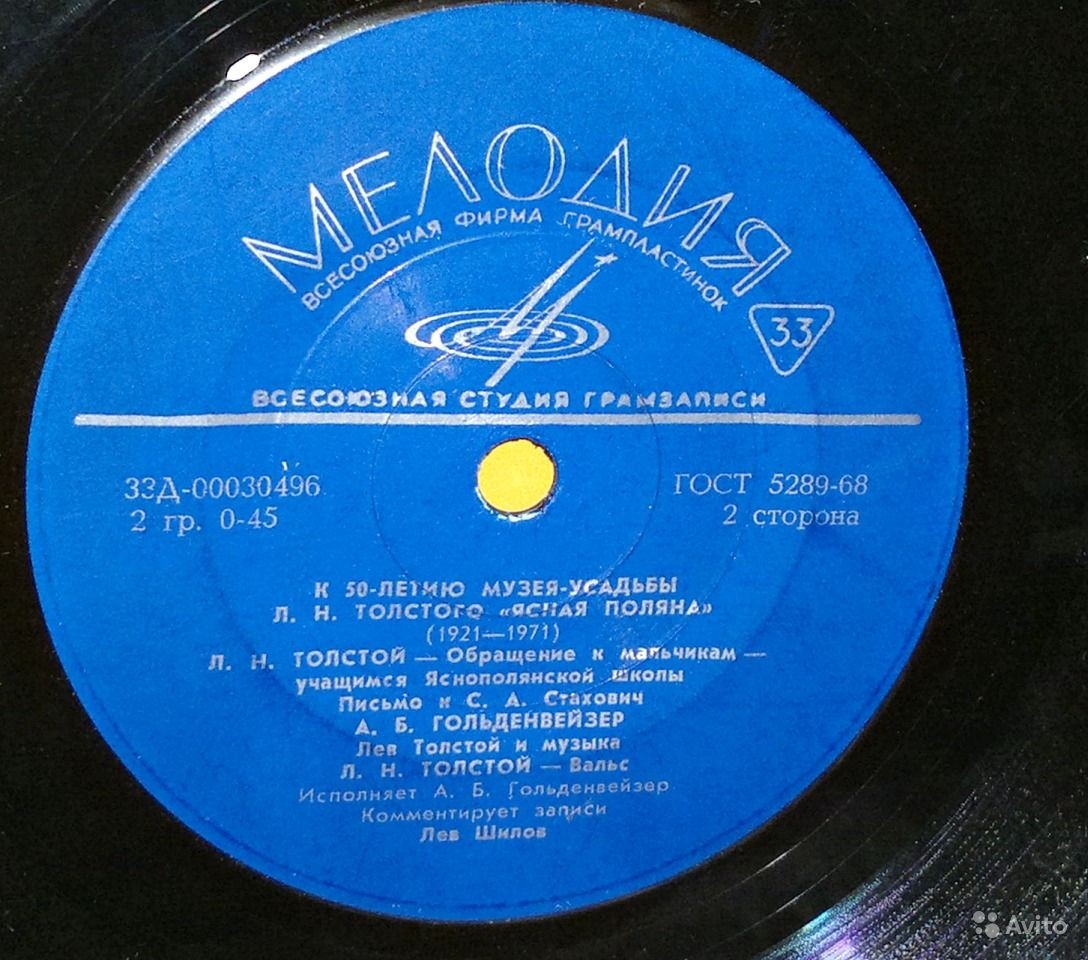 МЕЛОДИЯ
ВСЕСОЮЗНАЯ ФИРМА ГРАМПЛАСТИНОК
33
ВСЕСОЮЗНАЯ СТУДИЯ ГРАМЗАПИСИ
33Д-00030496
ГОСТ 5289-68
2 гр. 0-45
2 сторона
К 50-ЛЕТИЮ МУЗЕЯ-УСАДЬБЫ
Л. Н. ТОЛСТОГО «ЯСНАЯ ПОЛЯНА»
(1921—1971)
Л. Н. ТОЛСТОЙ — Обращение к мальчикам —
учащимся Яснополянской школы
Письмо к С. А. Стахович
А. Б. ГОЛЬДЕНВЕЙЗЕР
Лев Толстой и музыка
Л. Н. ТОЛСТОЙ — Вальс
Исполняет А. Б. Гольденвейзер
Комментирует записи
Лев Шилов
Avito